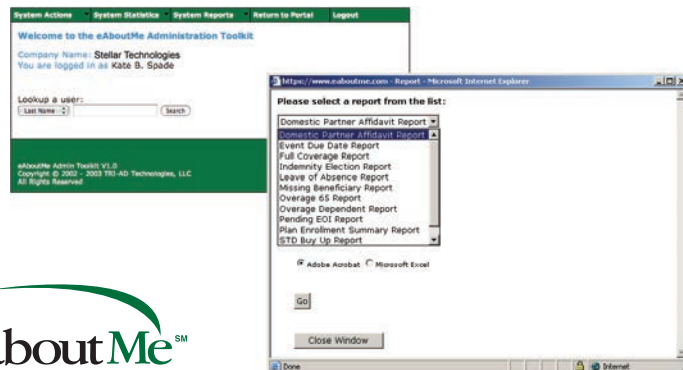 System Actions System Statistics System Reports Return to Portal Logout
Welcome to the eAboutMe Administration Toolkit
Company Name: Stellar Technologies
You are logged in as Kate B. Spade
Lookup a user:
Last Name Search
eAboutMe Admin Toolkit V1.0
Copyright © 2002 - 2003 TRI-AD Technologies, LLC
All Rights Reserved
https://www.eaboutme.com - Report - Microsoft Internet Explorer
Please select a report from the list:
Domestic Partner Affidavit Report
Domestic Partner Affidavit Report
Event Due Date Report
Full Coverage Report
Indemnity Election Report
Leave of Absence Report
Missing Beneficiary Report
Overage 65 Report
Overage Dependent Report
Pending EOI Report
Plan Enrollment Summary Report
STD Buy Up Report
Adobe Acrobat Microsoft Excel
Go
Close Window
Done Internet
boutMe℠